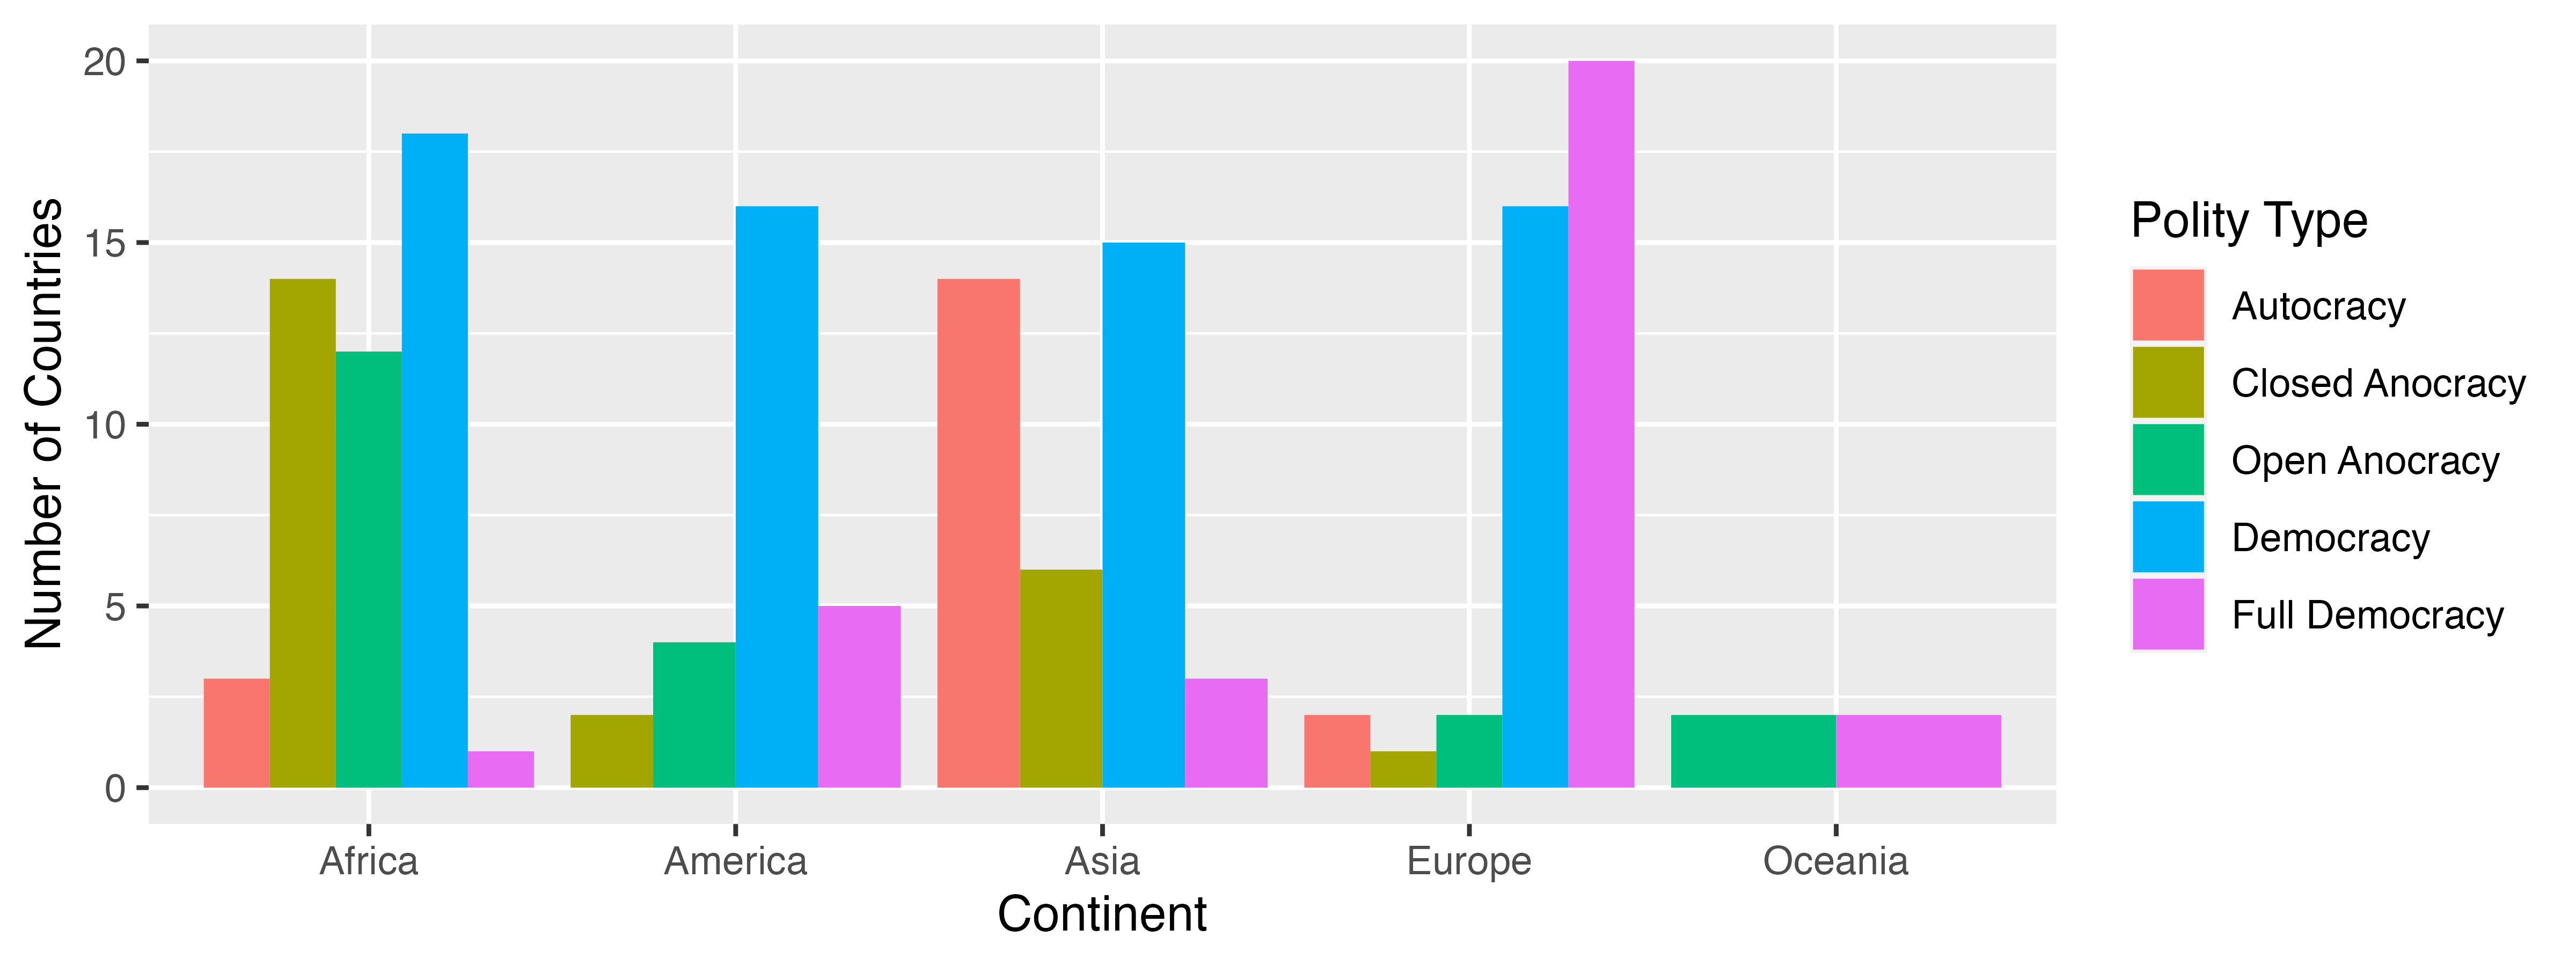 20
15
10
5
0
Number of Countries
Africa
America
Asia
Europe
Oceania
Continent
Polity Type
Autocracy
Closed Anocracy
Open Anocracy
Democracy
Full Democracy